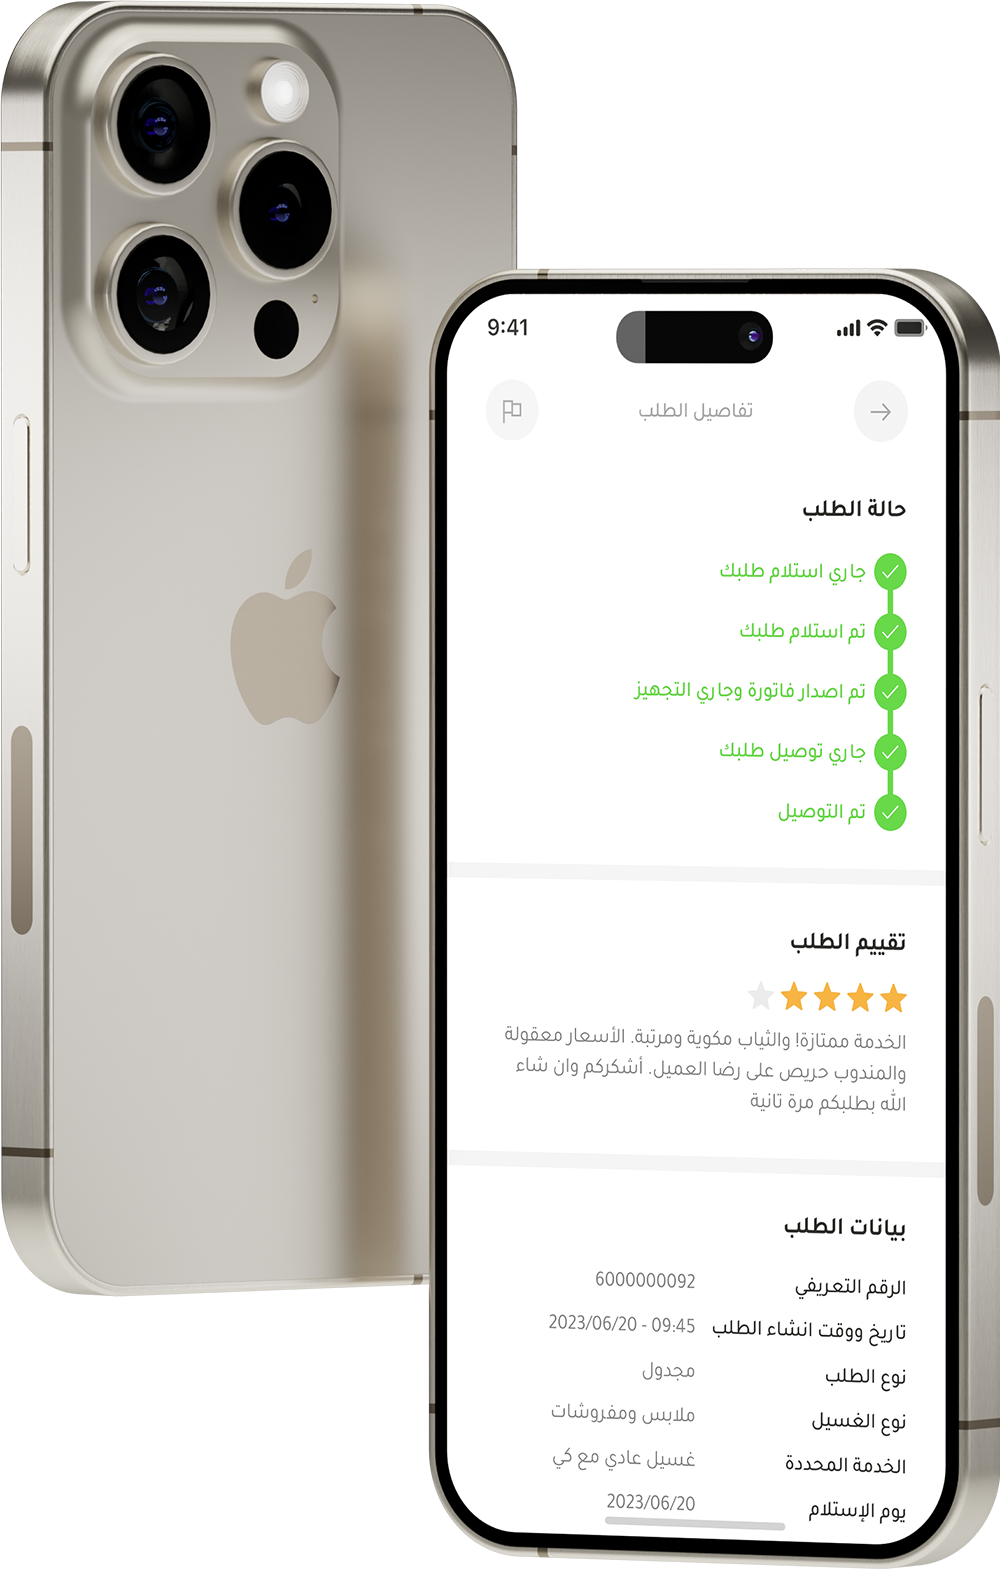 9:41
تفاصيل الطلب
حالة الطلب
جاري استلام طلبك
تم استلام طلبك
تم اصدار فاتورة وجاري التجهيز
جاري توصيل طلبك
تم التوصيل
تقييم الطلب
الخدمة ممتازة! والثياب مكوية ومرتبة. الأسعار معقولة
والمندوب حريص على رضا العميل. أشكركم وان شاء
الله بطلبكم مرة تانية
بيانات الطلب
الرقم التعريفي 6000000092
تاريخ ووقت انشاء الطلب 2023/06/20 - 09:45
نوع الطلب مجدول
نوع الغسيل ملابس ومفروشات
الخدمة المحددة غسيل عادي مع كي
يوم الإستلام 2023/06/20